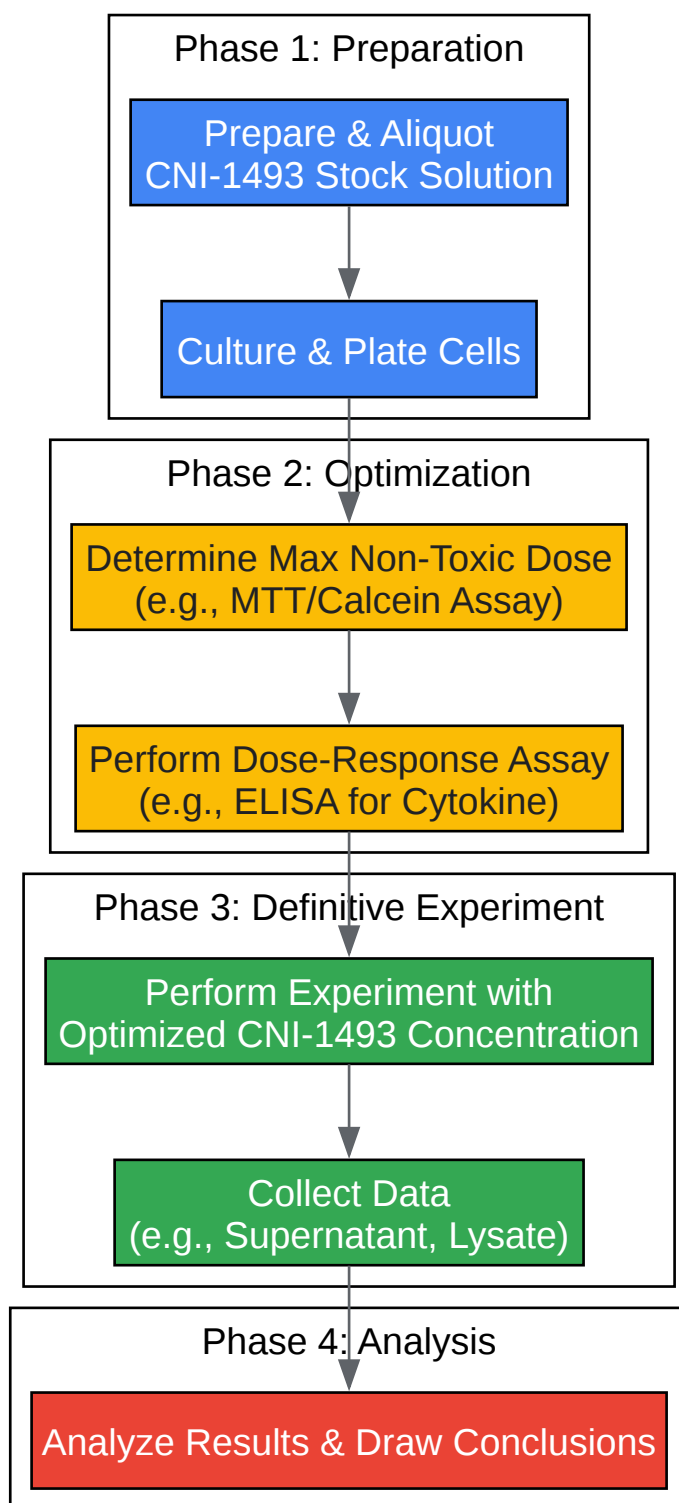 Phase 1: Preparation
Prepare & Aliquot
CNI-1493 Stock Solution
Culture & Plate Cells
Phase 2: Optimization
Determine Max Non-Toxic Dose
(e.g., MTT/Calcein Assay)
Perform Dose-Response Assay
(e.g., ELISA for Cytokine)
Phase 3: Definitive Experiment
Perform Experiment with
Optimized CNI-1493 Concentration
Collect Data
(e.g., Supernatant, Lysate)
Phase 4: Analysis
Analyze Results & Draw Conclusions